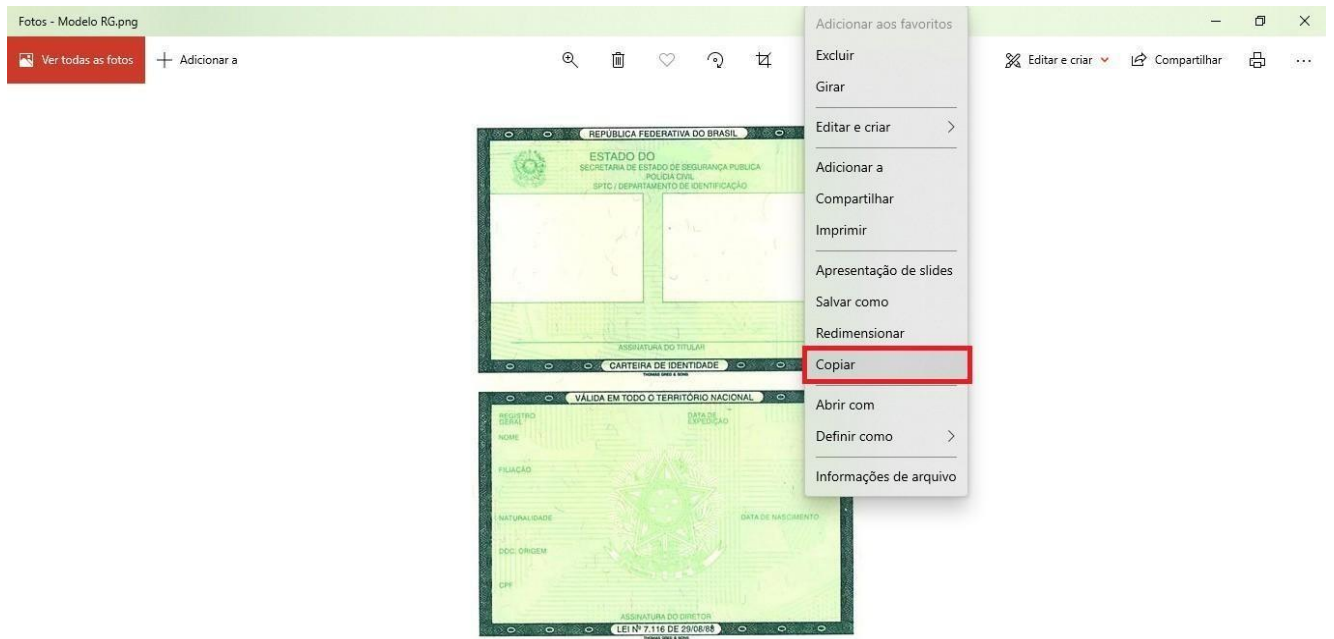 Fotos - Modelo RG.png
Ver todas as fotos
Adicionar a
Editar e criar
Compartilhar
Adicionar aos favoritos
Excluir
Girar
Editar e criar
Adicionar a
Compartilhar
Imprimir
Apresentação de slides
Salvar como
Redimensionar
Copiar
Abrir com
Definir como
Informações de arquivo
REPÚBLICA FEDERATIVA DO BRASIL
ESTADO DO
SECRETARIA DE ESTADO DE SEGURANÇA PUBLICA
POLÍCIA CIVIL
SPTC / DEPARTAMENTO DE IDENTIFICAÇÃO
ASSINATURA DO TITULAR
CARTEIRA DE IDENTIDADE
VÁLIDA EM TODO O TERRITÓRIO NACIONAL
REGISTRO
GERAL
DATA DE
EXPEDIÇÃO
NOME
FILIAÇÃO
NATURALIDADE
DATA DE NASCIMENTO
DOC. ORIGEM
CPF
ASSINATURA DO DIRETOR
LEI Nº 7.116 DE 29/08/88